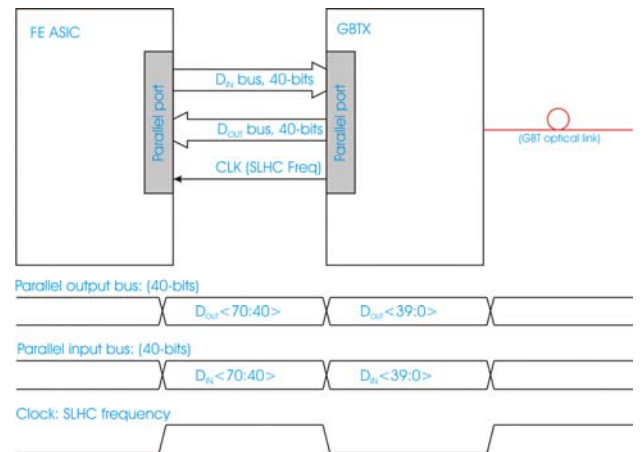 FE ASIC
GBTX
Parallel port
Parallel port
DIN bus, 40-bits
DOUT bus, 40-bits
CLK (SLHC Freq)
(GBT optical link)
Parallel output bus: (40-bits)
DOUT<70:40>
DOUT<39:0>
Parallel input bus: (40-bits)
DIN<70:40>
DIN<39:0>
Clock: SLHC frequency